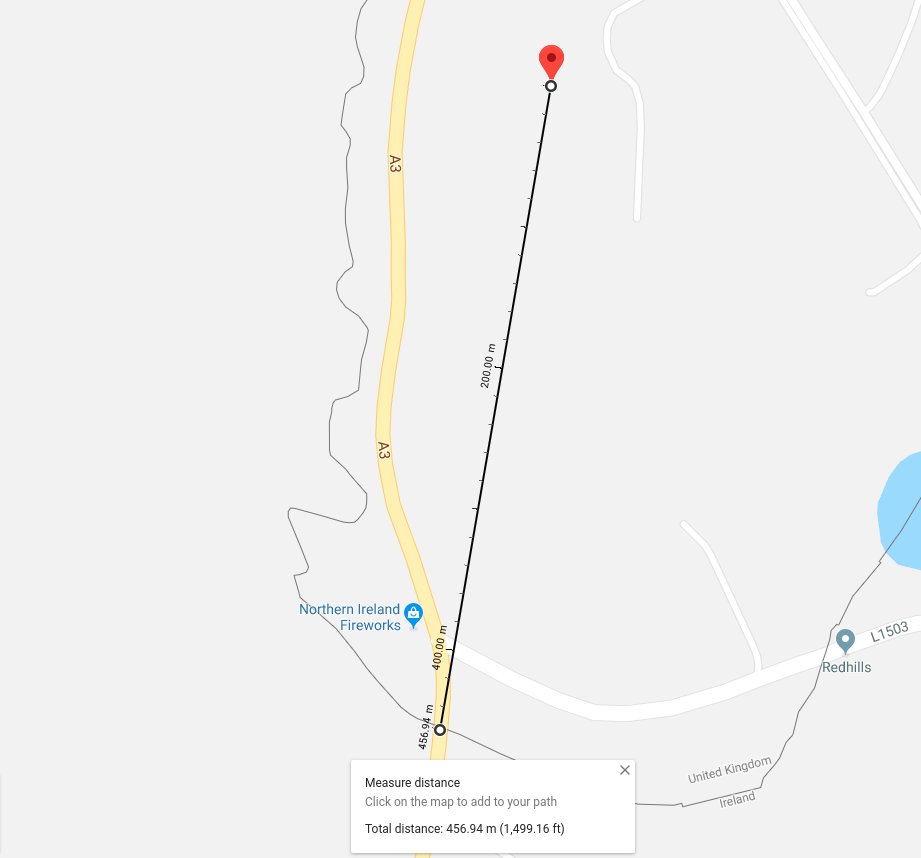 A3
200.00 m
A3
Northern Ireland
Fireworks
400.00 m
L1503
Redhills
456.94 m
United Kingdom
Ireland
Measure distance
Click on the map to add to your path
Total distance: 456.94 m (1,499.16 ft)